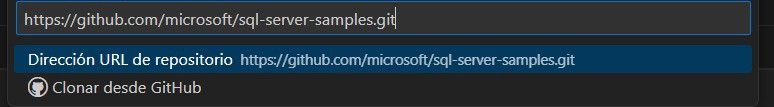 https://github.com/microsoft/sql-server-samples.git
Dirección URL de repositorio https://github.com/microsoft/sql-server-samples.git
Clonar desde GitHub